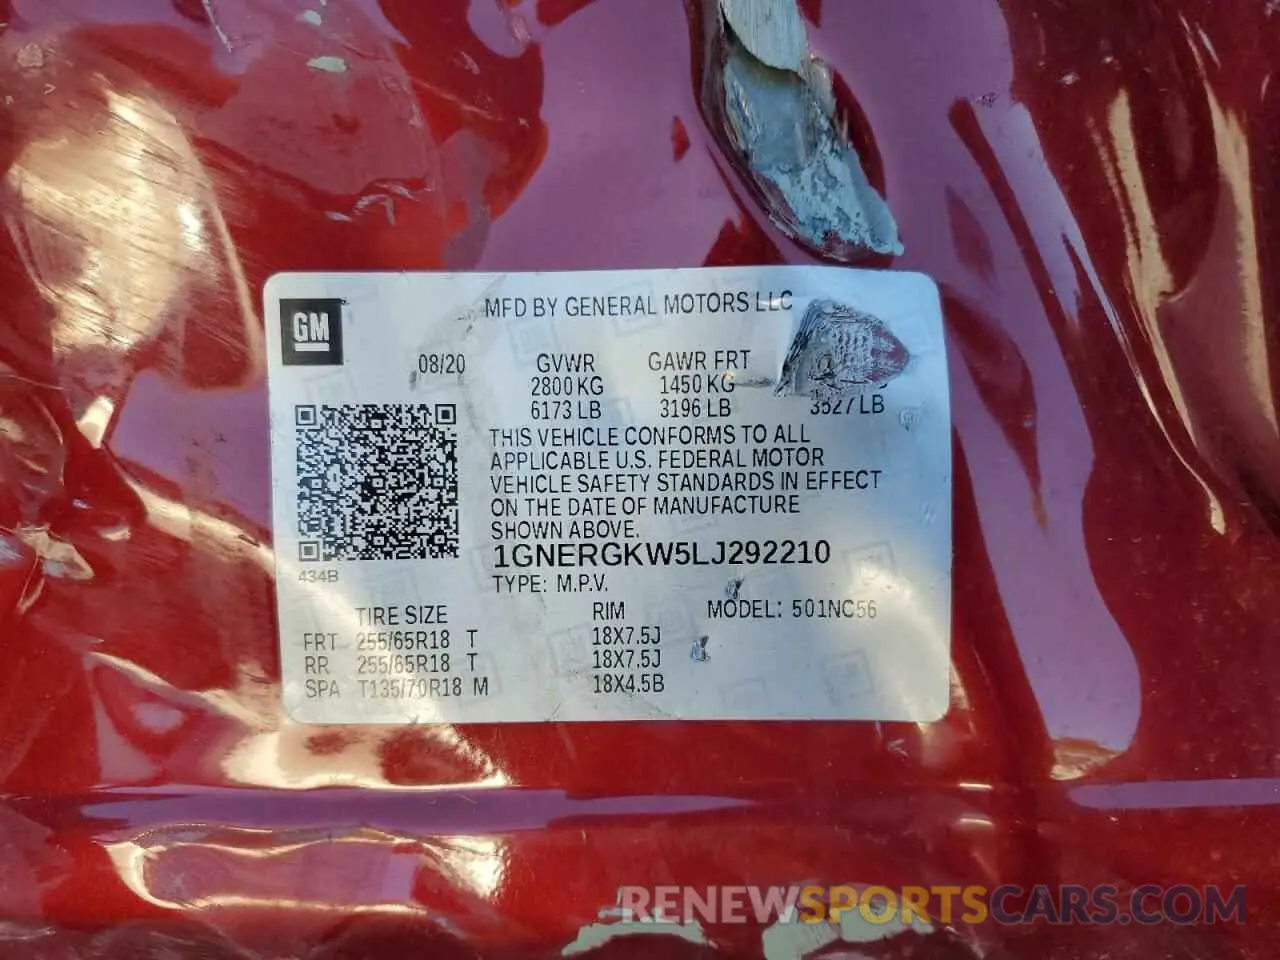 MFD BY GENERAL MOTORS LLC
GM
08/20 GVWR GAWR FRT
2800 KG 1450 KG
6173 LB 3196 LB 3527 LB
THIS VEHICLE CONFORMS TO ALL
APPLICABLE U.S. FEDERAL MOTOR
VEHICLE SAFETY STANDARDS IN EFFECT
ON THE DATE OF MANUFACTURE
SHOWN ABOVE.
1GNERGKW5LJ292210
434B
TYPE: M.P.V.
TIRE SIZE RIM MODEL: 501NC56
FRT 255/65R18 T 18X7.5J
RR 255/65R18 T 18X7.5J
SPA T135/70R18 M 18X4.5B
RENEWSPORTSCARS.COM